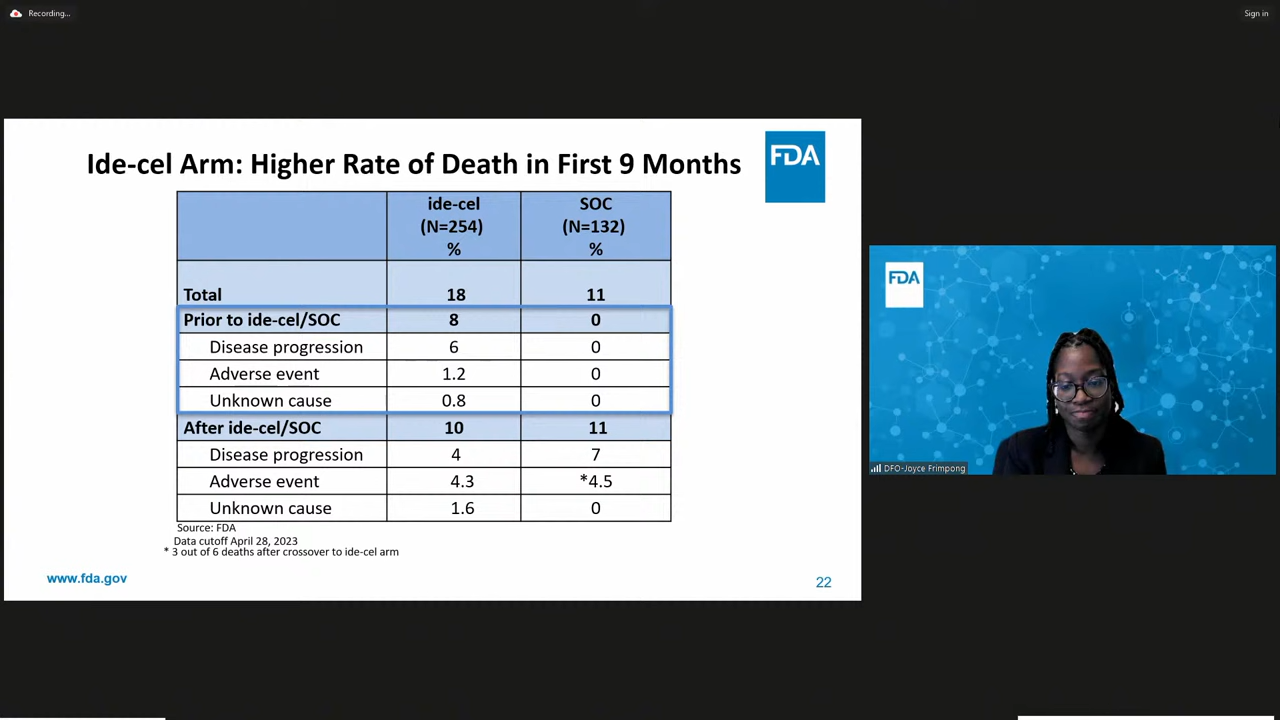 Recording...
Sign in
Ide-cel Arm: Higher Rate of Death in First 9 Months
FDA
ide-cel (N=254) % SOC (N=132) %
Total 18 11
Prior to ide-cel/SOC 8 0
Disease progression 6 0
Adverse event 1.2 0
Unknown cause 0.8 0
After ide-cel/SOC 10 11
Disease progression 4 7
Adverse event 4.3 *4.5
Unknown cause 1.6 0
Source: FDA
Data cutoff April 28, 2023
* 3 out of 6 deaths after crossover to ide-cel arm
www.fda.gov
22
FDA
DFO-Joyce Frimpong